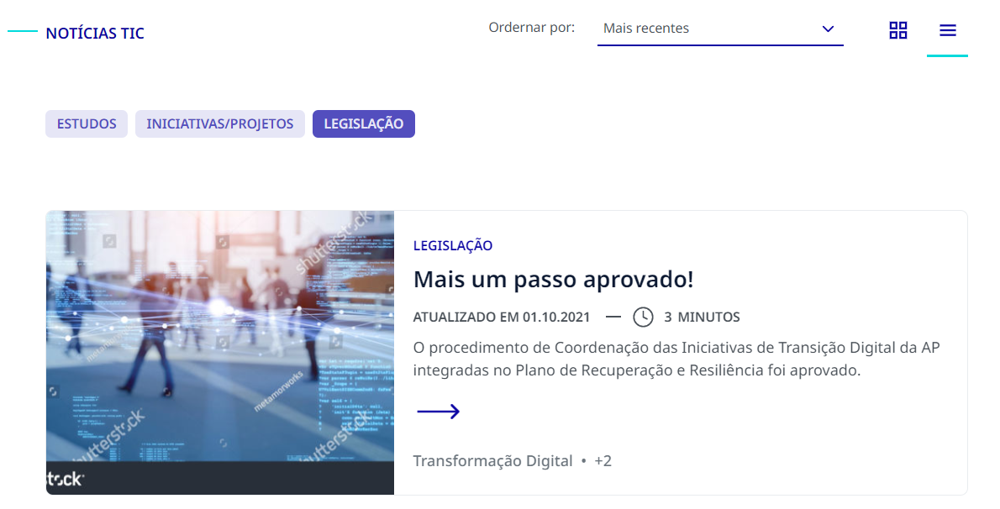 NOTÍCIAS TIC
Ordernar por:
Mais recentes
ESTUDOS
INICIATIVAS/PROJETOS
LEGISLAÇÃO
shutterstock
metamorworks
shutterstock
shutterstock
stock
LEGISLAÇÃO
Mais um passo aprovado!
ATUALIZADO EM 01.10.2021 — 3 MINUTOS
O procedimento de Coordenação das Iniciativas de Transição Digital da AP
integradas no Plano de Recuperação e Resiliência foi aprovado.
Transformação Digital • +2